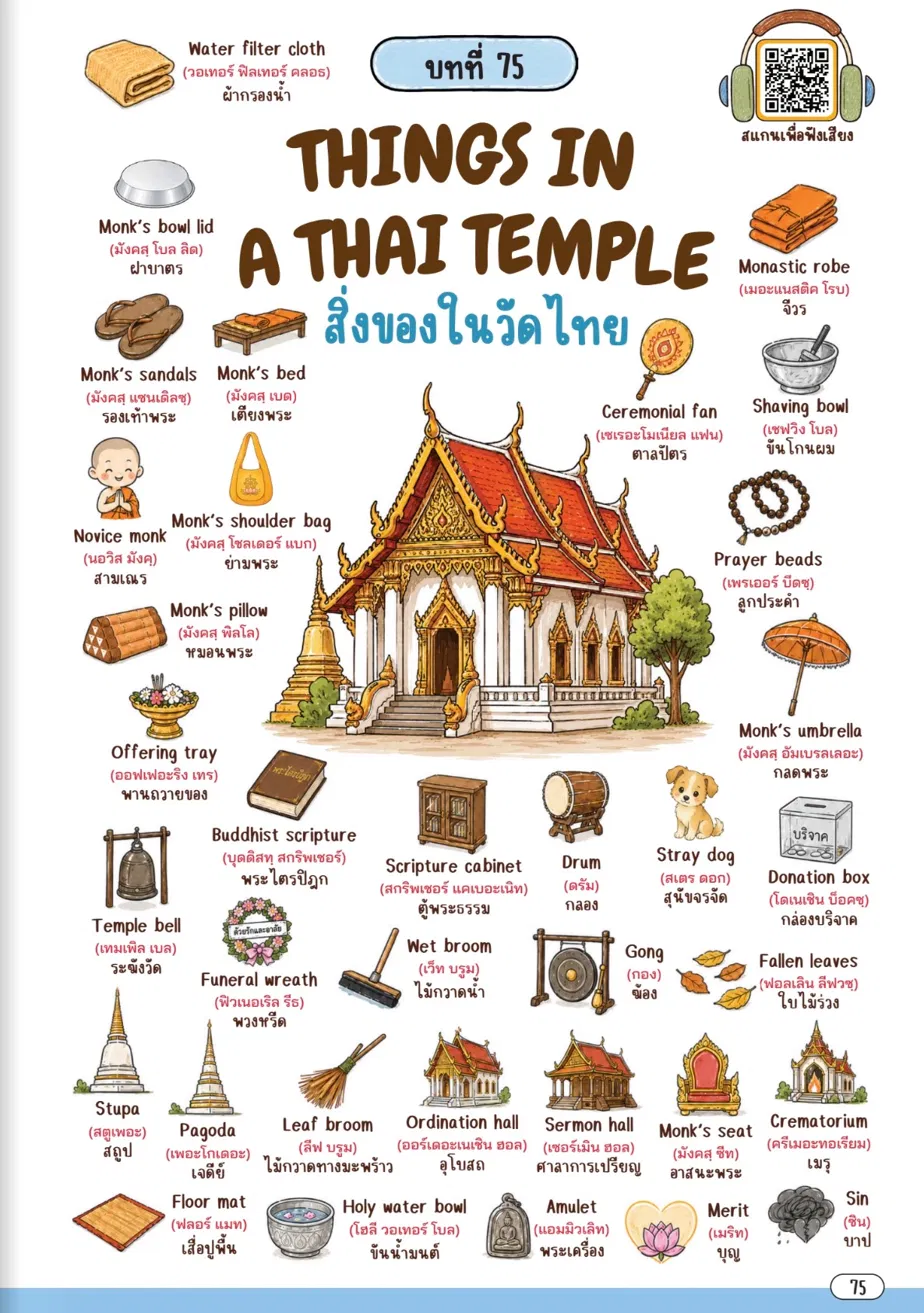 Water filter cloth
(วอเทอร์ ฟิลเทอร์ คลอธ)
ผ้ากรองน้ำ
บทที่ 75
สแกนเพื่อฟังเสียง
THINGS IN
A THAI TEMPLE
สิ่งของในวัดไทย
Monk's bowl lid
(มังคสฺ โบล ลิด)
ฝาบาตร
Monastic robe
(เมอะแนสติค โรบ)
จีวร
Monk's sandals
(มังคสฺ แซนเดิลซฺ)
รองเท้าพระ
Monk's bed
(มังคสฺ เบด)
เตียงพระ
Ceremonial fan
(เซเรอะโมเนียล แฟน)
ตาลปัตร
Shaving bowl
(เชฟวิง โบล)
ขันโกนผม
Novice monk
(นอวิส มังคฺ)
สามเณร
Monk's shoulder bag
(มังคสฺ โชลเดอร์ แบก)
ย่ามพระ
Prayer beads
(เพรเออร์ บีดซฺ)
ลูกประคำ
Monk's pillow
(มังคสฺ พิลโล)
หมอนพระ
Offering tray
(ออฟเฟอะริง เทร)
พานถวายของ
Monk's umbrella
(มังคสฺ อัมเบรลเลอะ)
กลดพระ
พระไตรปิฎก
Buddhist scripture
(บุดดิสทฺ สกริพเชอร์)
พระไตรปิฎก
Scripture cabinet
(สกริพเชอร์ แคเบอะเนิท)
ตู้พระธรรม
Drum
(ดรัม)
กลอง
Stray dog
(สเตร ดอก)
สุนัขจรจัด
บริจาค
Donation box
(โดเนเชิน บ็อคซฺ)
กล่องบริจาค
Temple bell
(เทมเพิล เบล)
ระฆังวัด
ด้วยรักและอาลัย
Funeral wreath
(ฟิวเนอเริล รีธ)
พวงหรีด
Wet broom
(เว็ท บรูม)
ไม้กวาดน้ำ
Gong
(กอง)
ฆ้อง
Fallen leaves
(ฟอลเลิน ลีฟวซฺ)
ใบไม้ร่วง
Stupa
(สตูเพอะ)
สถูป
Pagoda
(เพอะโกเดอะ)
เจดีย์
Leaf broom
(ลีฟ บรูม)
ไม้กวาดทางมะพร้าว
Ordination hall
(ออร์เดอะเนเชิน ฮอล)
อุโบสถ
Sermon hall
(เซอร์เมิน ฮอล)
ศาลาการเปรียญ
Monk's seat
(มังคสฺ ซีท)
อาสนะพระ
Crematorium
(ครีเมอะทอเรียม)
เมรุ
Floor mat
(ฟลอร์ แมท)
เสื่อปูพื้น
Holy water bowl
(โฮลี วอเทอร์ โบล)
ขันน้ำมนต์
Amulet
(แอมมิวเลิท)
พระเครื่อง
Merit
(เมริท)
บุญ
Sin
(ซิน)
บาป
75